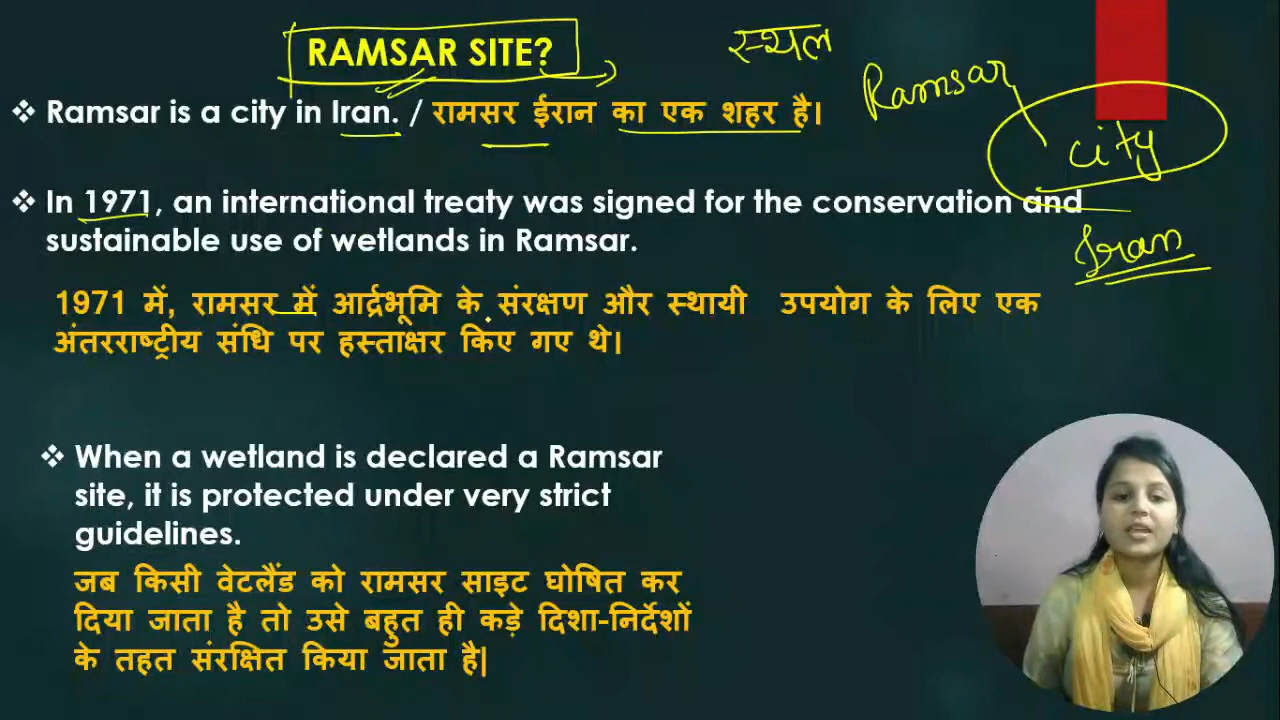 RAMSAR SITE?
स्थल
❖ Ramsar is a city in Iran. / रामसर ईरान का एक शहर है।
Ramsar
city
Iran
❖ In 1971, an international treaty was signed for the conservation and
sustainable use of wetlands in Ramsar.
1971 में, रामसर में आर्द्रभूमि के संरक्षण और स्थायी उपयोग के लिए एक
अंतरराष्ट्रीय संधि पर हस्ताक्षर किए गए थे।
❖ When a wetland is declared a Ramsar
site, it is protected under very strict
guidelines.
जब किसी वेटलैंड को रामसर साइट घोषित कर
दिया जाता है तो उसे बहुत ही कड़े दिशा-निर्देशों
के तहत संरक्षित किया जाता है|